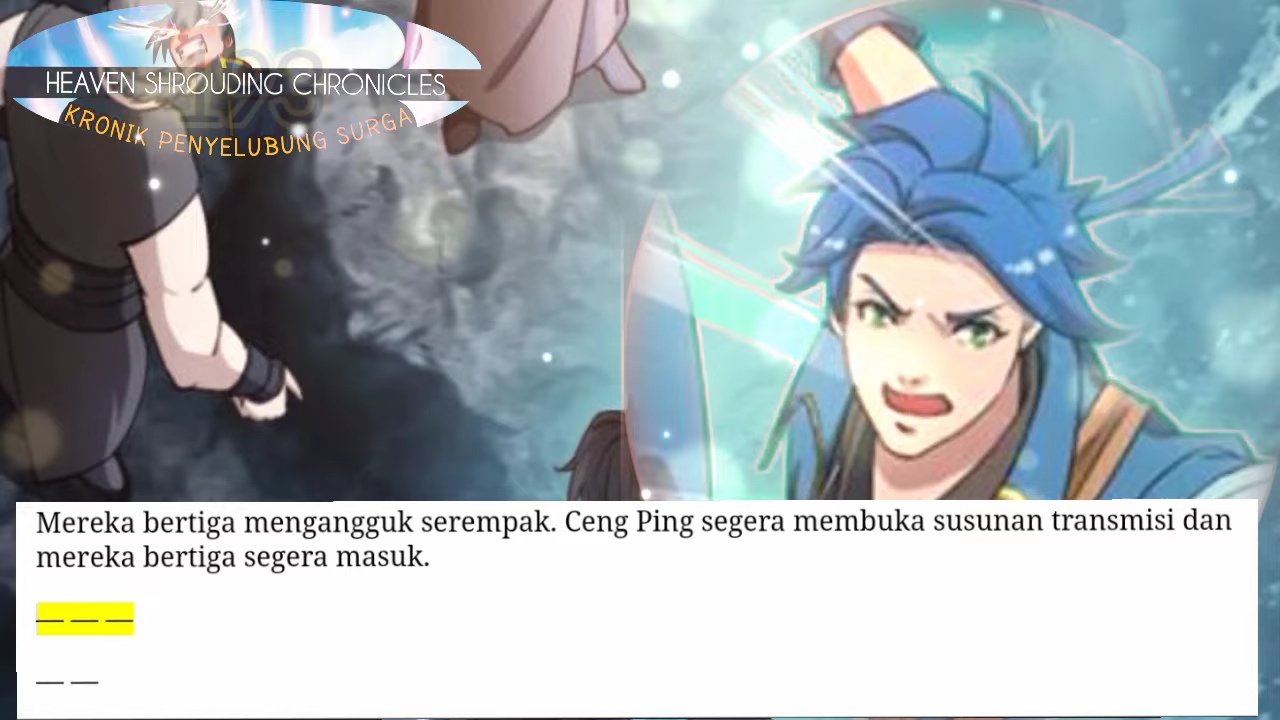 HEAVEN SHROUDING CHRONICLES
KRONIK PENYELUBUNG SURGA
Mereka bertiga mengangguk serempak. Ceng Ping segera membuka susunan transmisi dan
mereka bertiga segera masuk.
— — —
— —